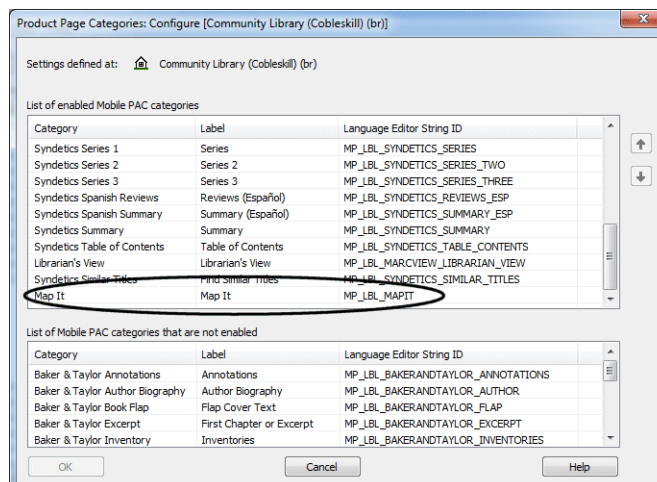 Product Page Categories: Configure [Community Library (Cobleskill) (br)]
Settings defined at: Community Library (Cobleskill) (br)
List of enabled Mobile PAC categories
Category Label Language Editor String ID
Syndetics Series 1 Series MP_LBL_SYNDETICS_SERIES
Syndetics Series 2 Series 2 MP_LBL_SYNDETICS_SERIES_TWO
Syndetics Series 3 Series 3 MP_LBL_SYNDETICS_SERIES_THREE
Syndetics Spanish Reviews Reviews (Español) MP_LBL_SYNDETICS_REVIEWS_ESP
Syndetics Spanish Summary Summary (Español) MP_LBL_SYNDETICS_SUMMARY_ESP
Syndetics Summary Summary MP_LBL_SYNDETICS_SUMMARY
Syndetics Table of Contents Table of Contents MP_LBL_SYNDETICS_TABLE_CONTENTS
Librarian's View Librarian's View MP_LBL_MARCVIEW_LIBRARIAN_VIEW
Syndetics Similar Titles Find Similar Titles MP_LBL_SYNDETICS_SIMILAR_TITLES
Map It Map It MP_LBL_MAPIT
List of Mobile PAC categories that are not enabled
Category Label Language Editor String ID
Baker & Taylor Annotations Annotations MP_LBL_BAKERANDTAYLOR_ANNOTATIONS
Baker & Taylor Author Biography Author Biography MP_LBL_BAKERANDTAYLOR_AUTHOR
Baker & Taylor Book Flap Flap Cover Text MP_LBL_BAKERANDTAYLOR_FLAP
Baker & Taylor Excerpt First Chapter or Excerpt MP_LBL_BAKERANDTAYLOR_EXCERPT
Baker & Taylor Inventory Inventories MP_LBL_BAKERANDTAYLOR_INVENTORIES
OK Cancel Help